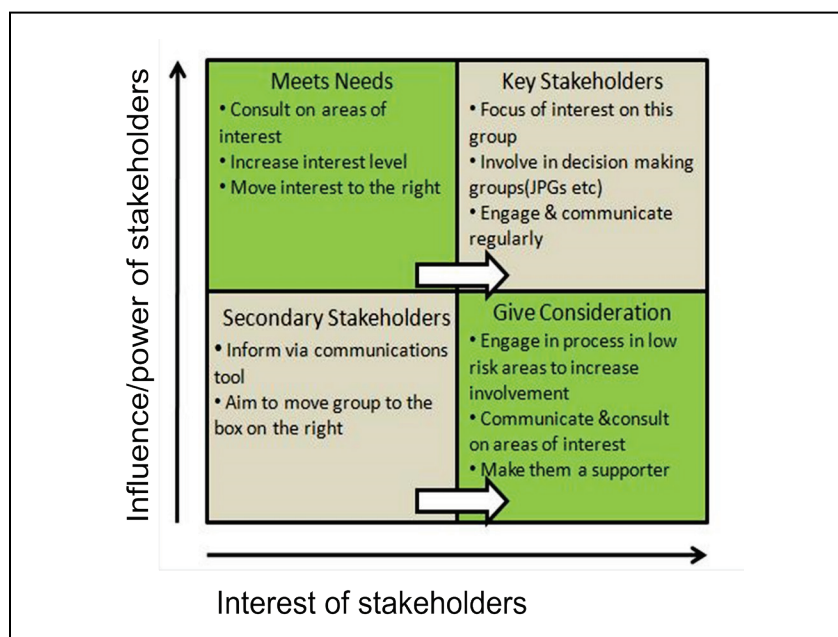 Influence/power of stakeholders
Meets Needs
• Consult on areas of
interest
• Increase interest level
• Move interest to the right
Key Stakeholders
• Focus of interest on this
group
• Involve in decision making
groups(JPGs etc)
• Engage & communicate
regularly
Secondary Stakeholders
• Inform via communications
tool
• Aim to move group to the
box on the right
Give Consideration
• Engage in process in low
risk areas to increase
involvement
• Communicate &consult
on areas of interest
• Make them a supporter
Interest of stakeholders